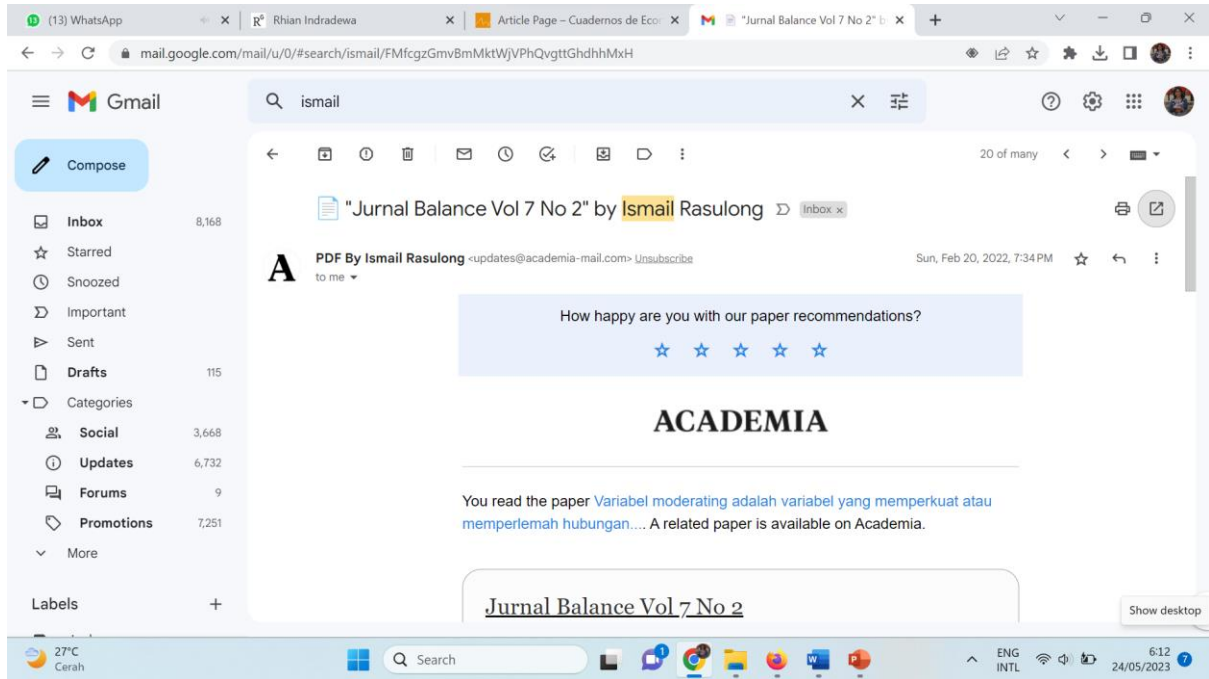 (13) WhatsApp
Rhian Indradewa
Article Page – Cuadernos de Eco
"Jurnal Balance Vol 7 No 2" b
mail.google.com/mail/u/0/#search/ismail/FMfcgzGmvBmMktWjVPhQvgttGhdhhMxH
Gmail
ismail
Compose
20 of many
Inbox 8,168
"Jurnal Balance Vol 7 No 2" by Ismail Rasulong Inbox x
Starred
PDF By Ismail Rasulong <updates@academia-mail.com> Unsubscribe Sun, Feb 20, 2022, 7:34 PM
to me
Snoozed
Important
Sent
Drafts 115
Categories
Social 3,668
Updates 6,732
Forums 9
Promotions 7,251
More
Labels +
How happy are you with our paper recommendations?
A
ACADEMIA
You read the paper Variabel moderating adalah variabel yang memperkuat atau
memperlemah hubungan.... A related paper is available on Academia.
Jurnal Balance Vol 7 No 2
Show desktop
27°C
Cerah
Search
1
ENG
INTL
6:12
24/05/2023
7